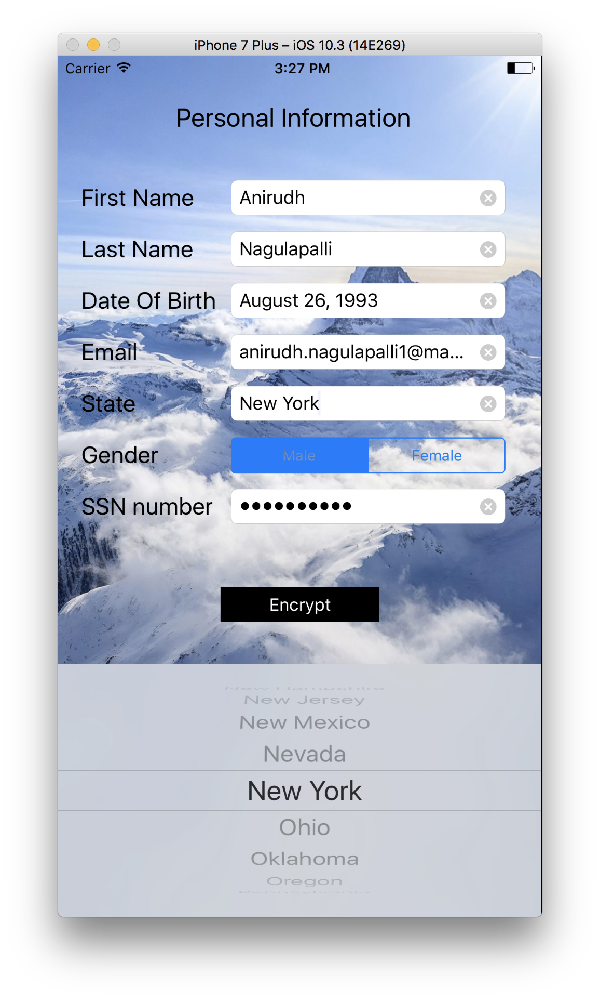 iPhone 7 Plus – iOS 10.3 (14E269)
Carrier 3:27 PM
Personal Information
First Name Anirudh
Last Name Nagulapalli
Date Of Birth August 26, 1993
Email anirudh.nagulapalli1@ma...
State New York
Gender Male Female
SSN number ••••••••••
Encrypt
New Hampshire
New Jersey
New Mexico
Nevada
New York
Ohio
Oklahoma
Oregon
Pennsylvania